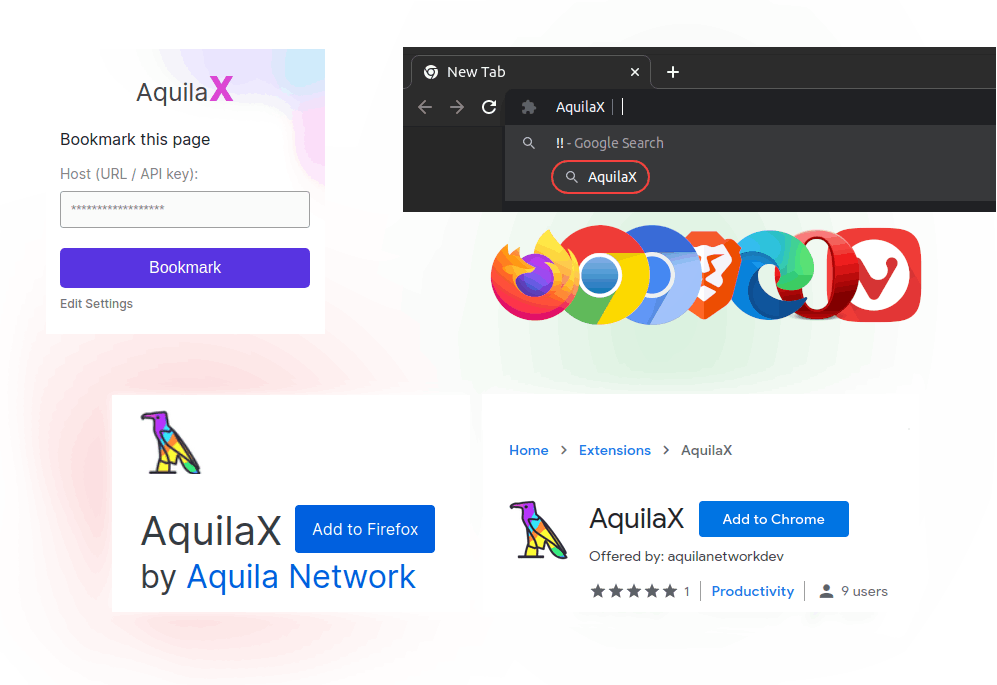 AquilaX
Bookmark this page
Host (URL / API key):
******************
Bookmark
Edit Settings
New Tab
AquilaX
!! - Google Search
AquilaX
AquilaX
Add to Firefox
by Aquila Network
Home > Extensions > AquilaX
AquilaX
Add to Chrome
Offered by: aquilanetworkdev
★★★★★ 1 | Productivity | 9 users